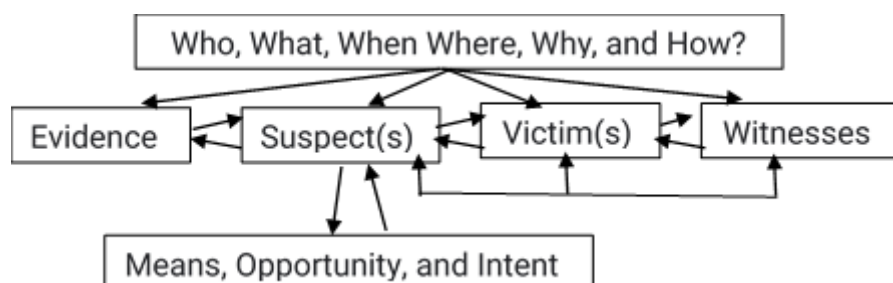 Who, What, When Where, Why, and How?
Evidence
Suspect(s)
Victim(s)
Witnesses
Means, Opportunity, and Intent